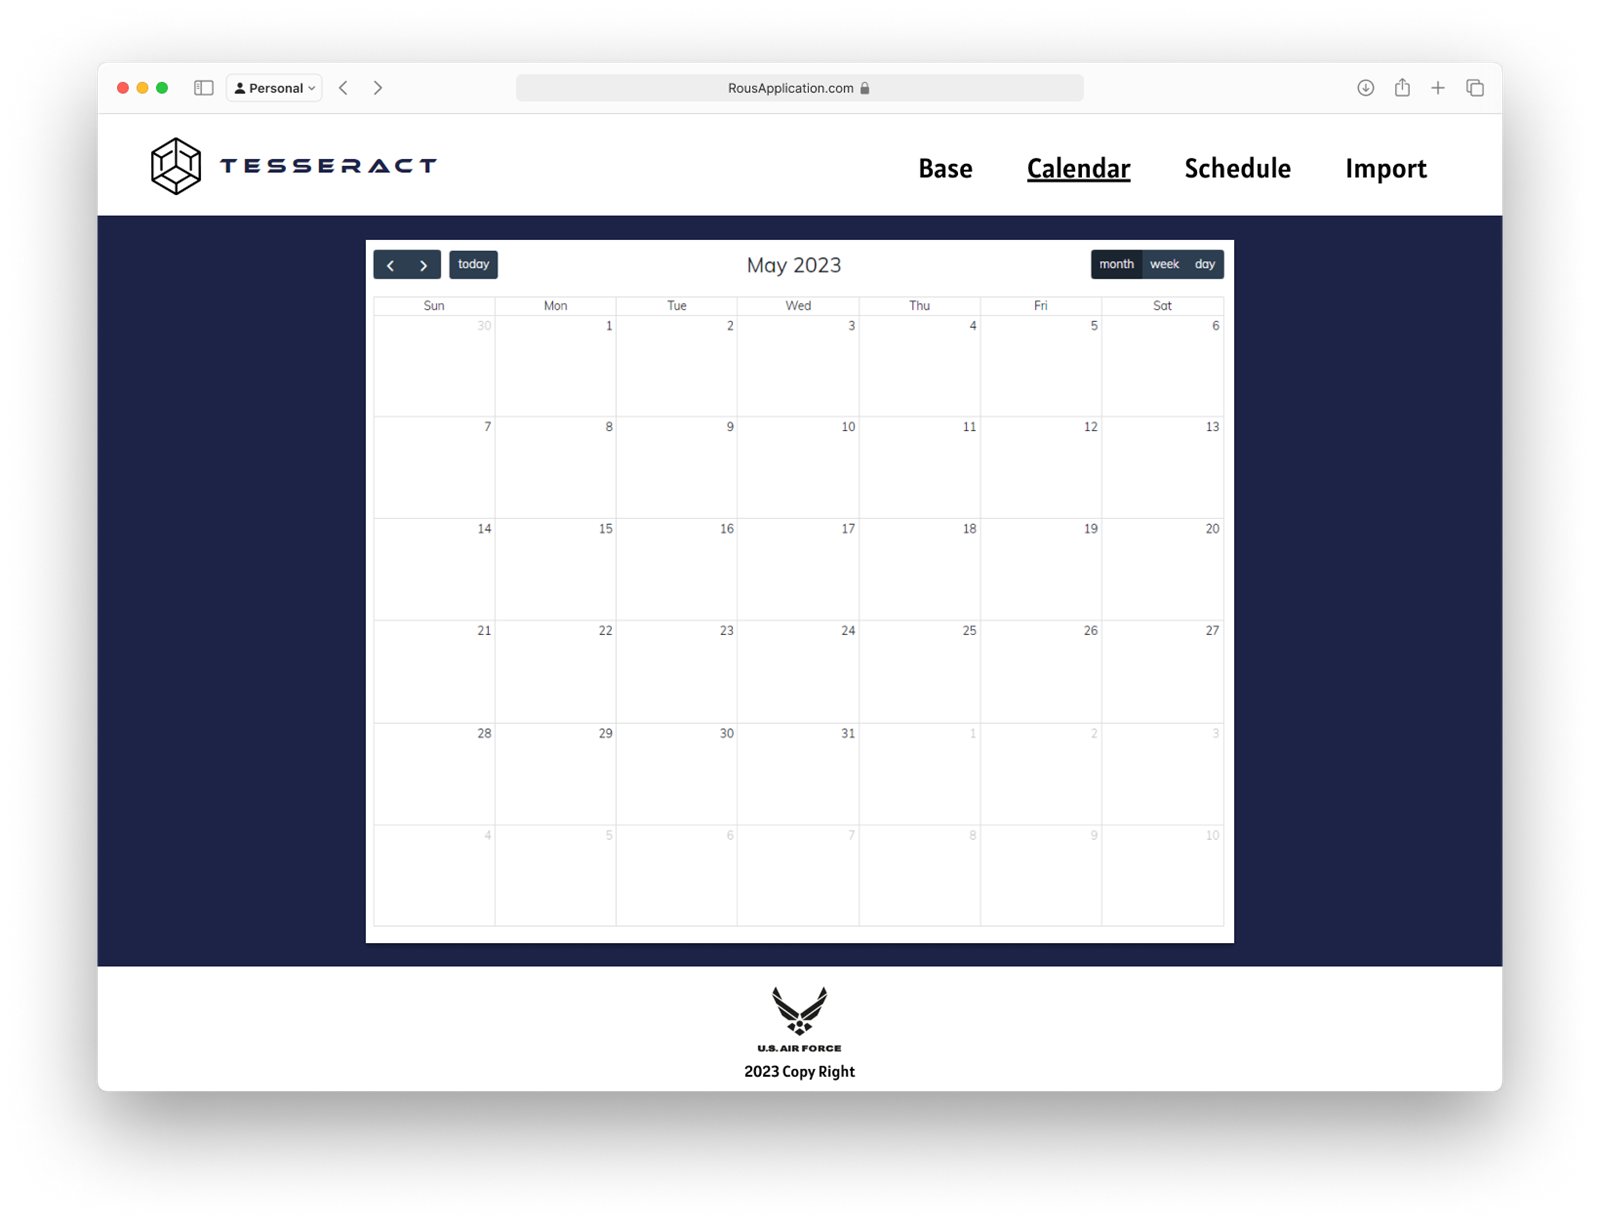 Personal
RousApplication.com
TESSERACT
Base Calendar Schedule Import
today
May 2023
month week day
Sun Mon Tue Wed Thu Fri Sat
30 1 2 3 4 5 6
7 8 9 10 11 12 13
14 15 16 17 18 19 20
21 22 23 24 25 26 27
28 29 30 31 1 2 3
4 5 6 7 8 9 10
U.S. AIR FORCE
2023 Copy Right